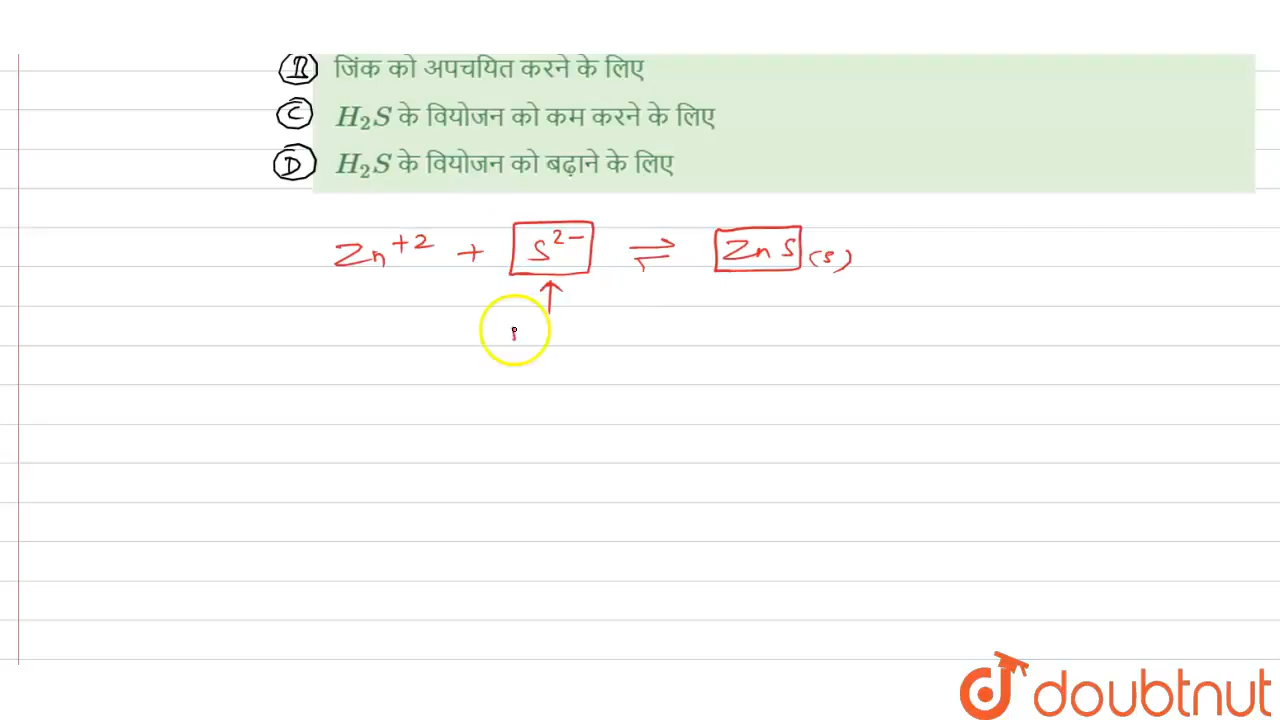 B जिंक को अपचयित करने के लिए
C H₂S के वियोजन को कम करने के लिए
D H₂S के वियोजन को बढ़ाने के लिए
Zn⁺² + S²⁻ ⇌ ZnS(s)
↑
doubtnut